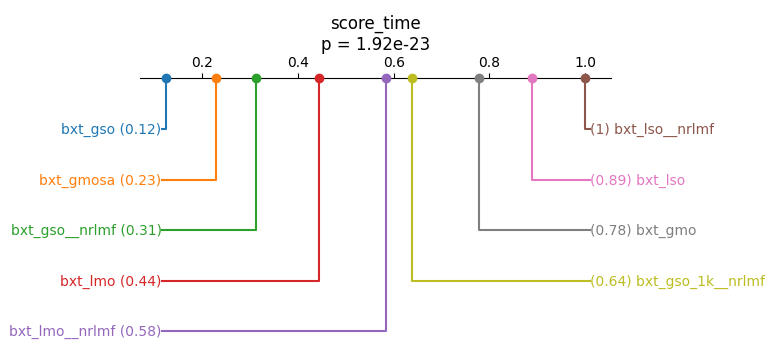 score_time
p = 1.92e-23
0.2 0.4 0.6 0.8 1.0
bxt_gso (0.12)
(1) bxt_lso__nrlmf
bxt_gmosa (0.23)
(0.89) bxt_lso
bxt_gso__nrlmf (0.31)
(0.78) bxt_gmo
bxt_lmo (0.44)
(0.64) bxt_gso_1k__nrlmf
bxt_lmo__nrlmf (0.58)